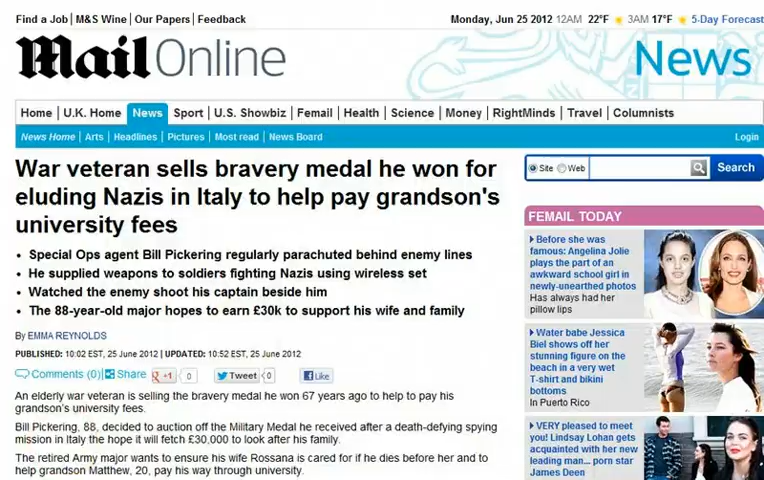 Find a Job | M&S Wine | Our Papers | Feedback
Monday, Jun 25 2012 12AM 22°F 3AM 17°F 5-Day Forecast
Mail Online
News
Home | U.K. Home News Sport | U.S. Showbiz | Femail | Health | Science | Money | RightMinds | Travel | Columnists
News Home | Arts | Headlines | Pictures | Most read | News Board
Login
War veteran sells bravery medal he won for
eluding Nazis in Italy to help pay grandson's
university fees
• Special Ops agent Bill Pickering regularly parachuted behind enemy lines
• He supplied weapons to soldiers fighting Nazis using wireless set
• Watched the enemy shoot his captain beside him
• The 88-year-old major hopes to earn £30k to support his wife and family
By EMMA REYNOLDS
PUBLISHED: 10:02 EST, 25 June 2012 | UPDATED: 10:52 EST, 25 June 2012
Comments (0) | Share
g +1 0
Tweet 0
Like
An elderly war veteran is selling the bravery medal he won 67 years ago to help to pay his
grandson's university fees.
Bill Pickering, 88, decided to auction off the Military Medal he received after a death-defying spying
mission in Italy the hope it will fetch £30,000 to look after his family.
The retired Army major wants to ensure his wife Rossana is cared for if he dies before her and to
help grandson Matthew, 20, pay his way through university.
Site Web Search
FEMAIL TODAY
Before she was
famous: Angelina Jolie
plays the part of an
awkward school girl in
newly-unearthed photos
Has always had her
pillow lips
Water babe Jessica
Biel shows off her
stunning figure on the
beach in a very wet
T-shirt and bikini
bottoms
In Puerto Rico
VERY pleased to meet
you! Lindsay Lohan gets
acquainted with her new
leading man... porn star
James Deen